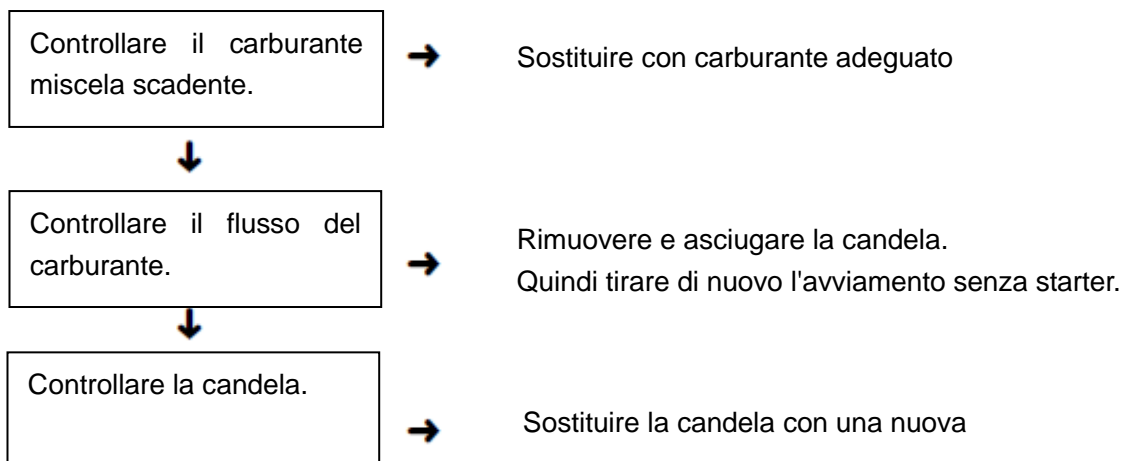 Controllare il carburante
miscela scadente.
Sostituire con carburante adeguato
Controllare il flusso del
carburante.
Rimuovere e asciugare la candela.
Quindi tirare di nuovo l'avviamento senza starter.
Controllare la candela.
Sostituire la candela con una nuova